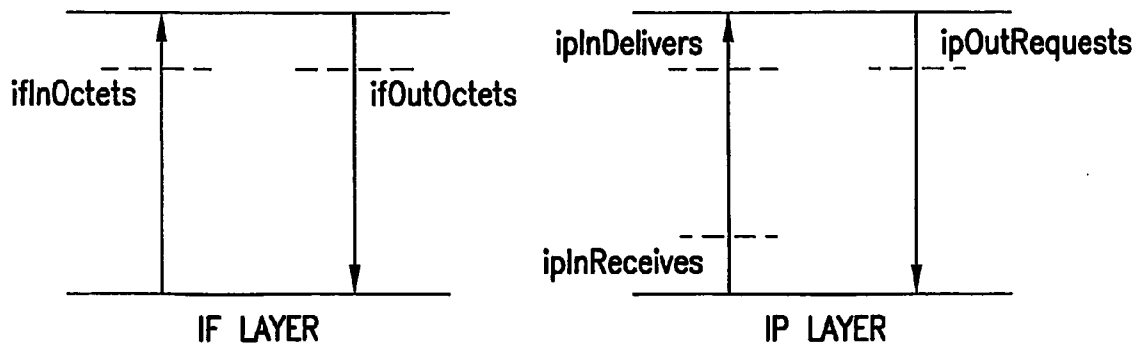 ifInOctets
ifOutOctets
IF LAYER
ipInDelivers
ipOutRequests
ipInReceives
IP LAYER